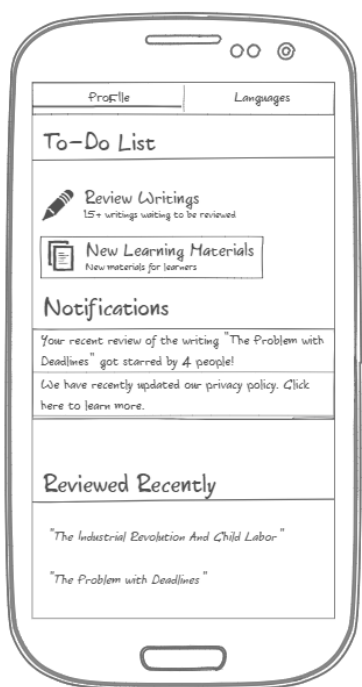 Profile
Languages
To-Do List
Review Writings
15+ writings waiting to be reviewed
New Learning Materials
New materials for learners
Notifications
Your recent review of the writing "The Problem with
Deadlines" got starred by 4 people!
We have recently updated our privacy policy. Click
here to learn more.
Reviewed Recently
"The Industrial Revolution And Child Labor"
"The Problem with Deadlines"